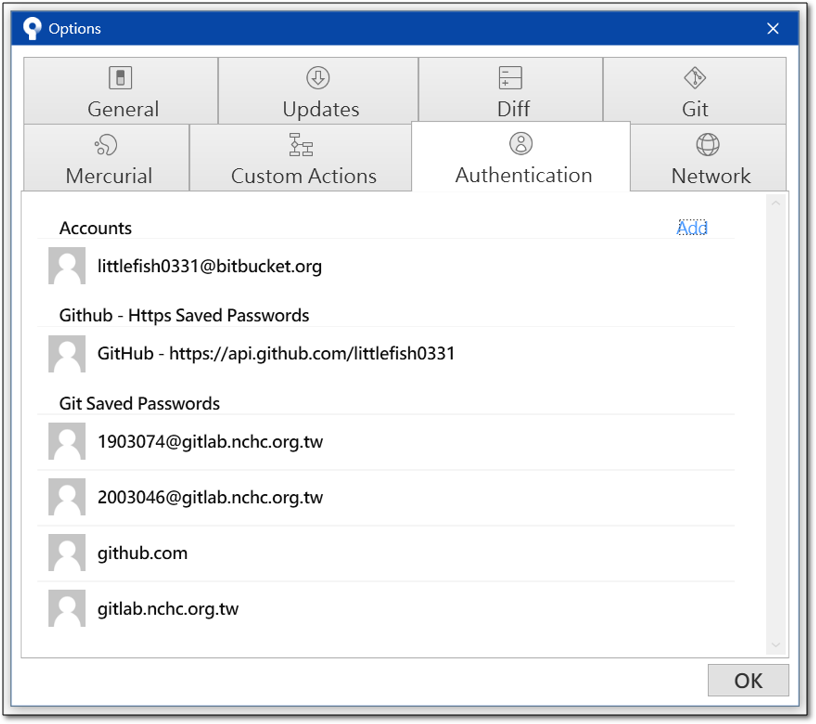 Options
General
Updates
Diff
Git
Mercurial
Custom Actions
Authentication
Network
Accounts
Add
littlefish0331@bitbucket.org
Github - Https Saved Passwords
GitHub - https://api.github.com/littlefish0331
Git Saved Passwords
1903074@gitlab.nchc.org.tw
2003046@gitlab.nchc.org.tw
github.com
gitlab.nchc.org.tw
OK